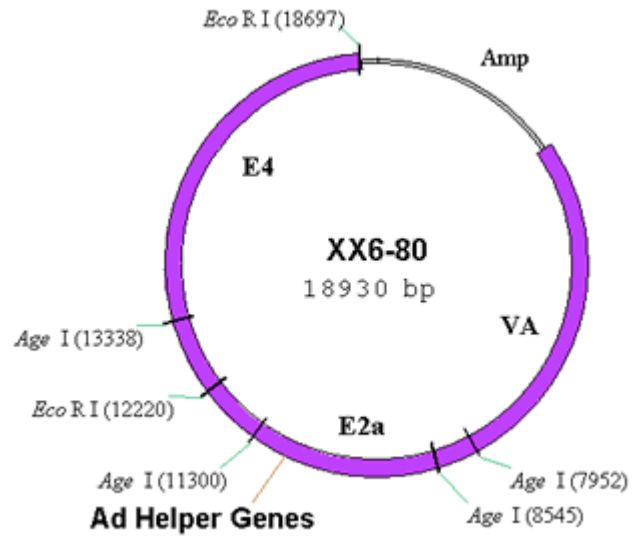 Eco R I (18697)
Amp
E4
XX6-80
18930 bp
VA
Age I (13338)
Eco R I (12220)
E2a
Age I (11300)
Age I (7952)
Age I (8545)
Ad Helper Genes